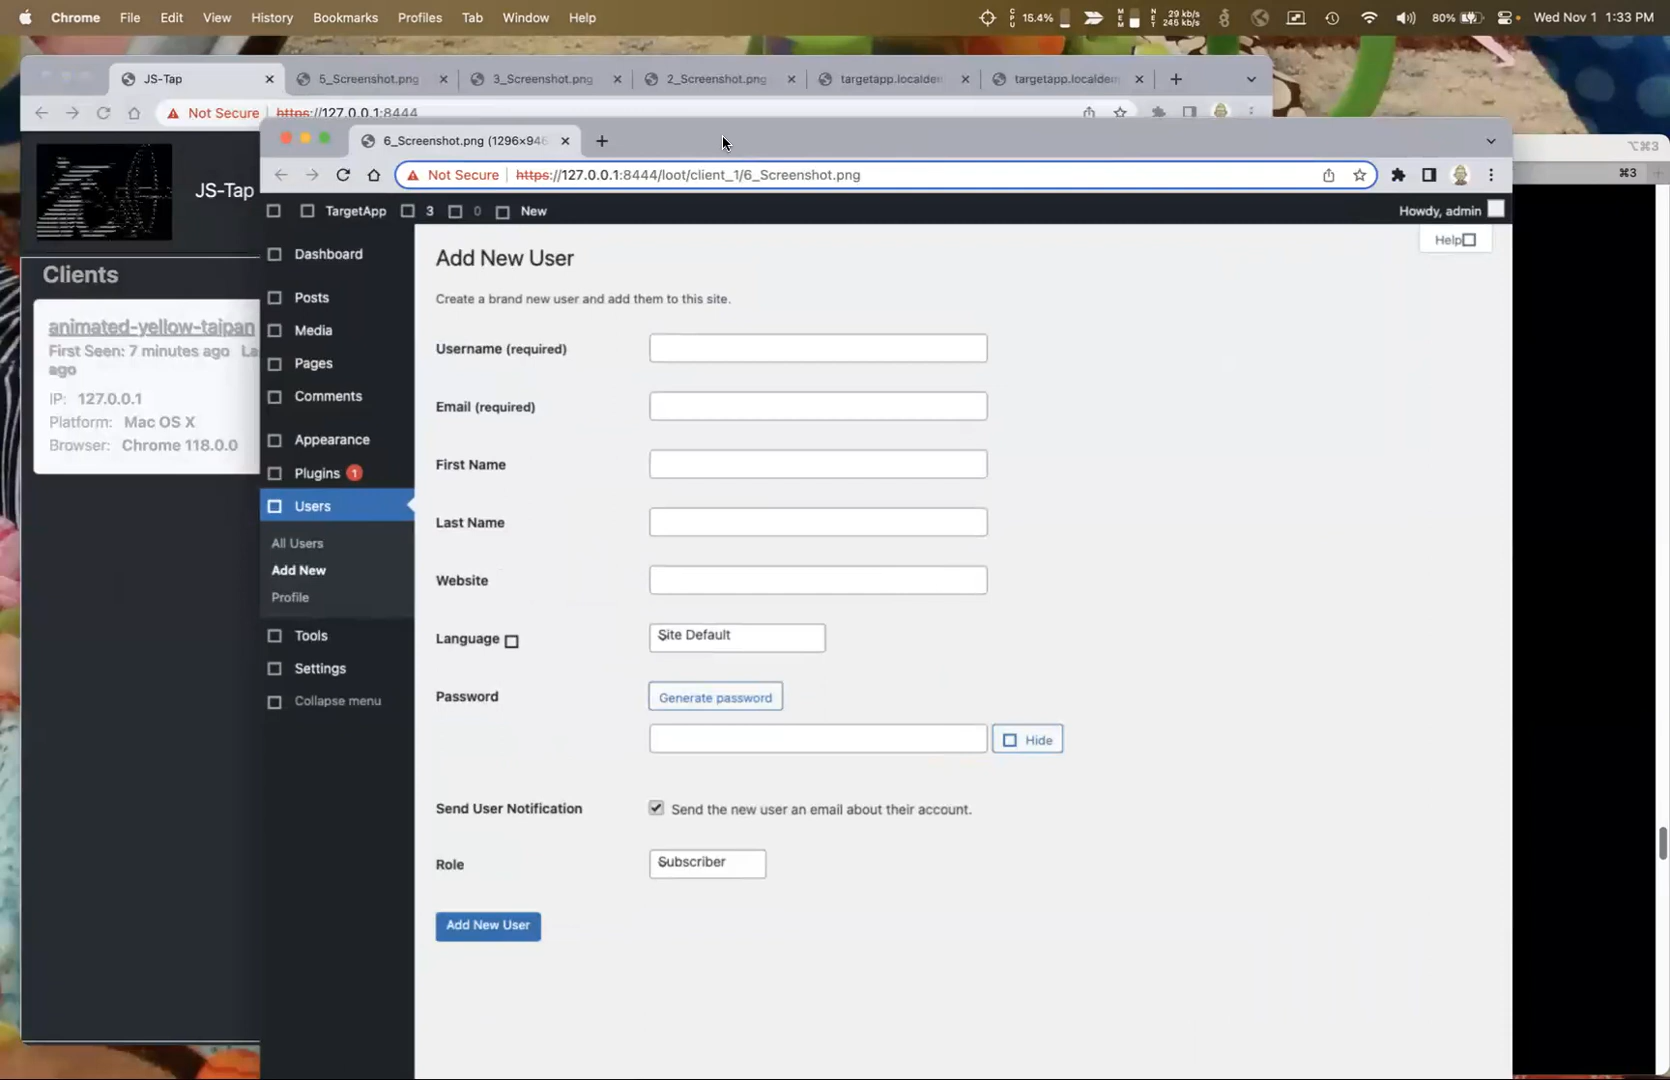 Chrome File Edit View History Bookmarks Profiles Tab Window Help
CPU 15.4% MEM NET 29 kb/s 245 kb/s 80% Wed Nov 1 1:33 PM
JS-Tap 5_Screenshot.png 3_Screenshot.png 2_Screenshot.png targetapp.localden targetapp.localden
Not Secure https://127.0.0.1:8444
6_Screenshot.png (1296×946
⌥⌘3
Not Secure https://127.0.0.1:8444/loot/client_1/6_Screenshot.png
⌘3
JS-Tap
TargetApp 3 0 New Howdy, admin
Help
Clients
animated-yellow-taipan
First Seen: 7 minutes ago La
ago
IP: 127.0.0.1
Platform: Mac OS X
Browser: Chrome 118.0.0
Dashboard
Posts
Media
Pages
Comments
Appearance
Plugins 1
Users
All Users
Add New
Profile
Tools
Settings
Collapse menu
Add New User
Create a brand new user and add them to this site.
Username (required)
Email (required)
First Name
Last Name
Website
Language Site Default
Password Generate password
Hide
Send User Notification Send the new user an email about their account.
Role Subscriber
Add New User